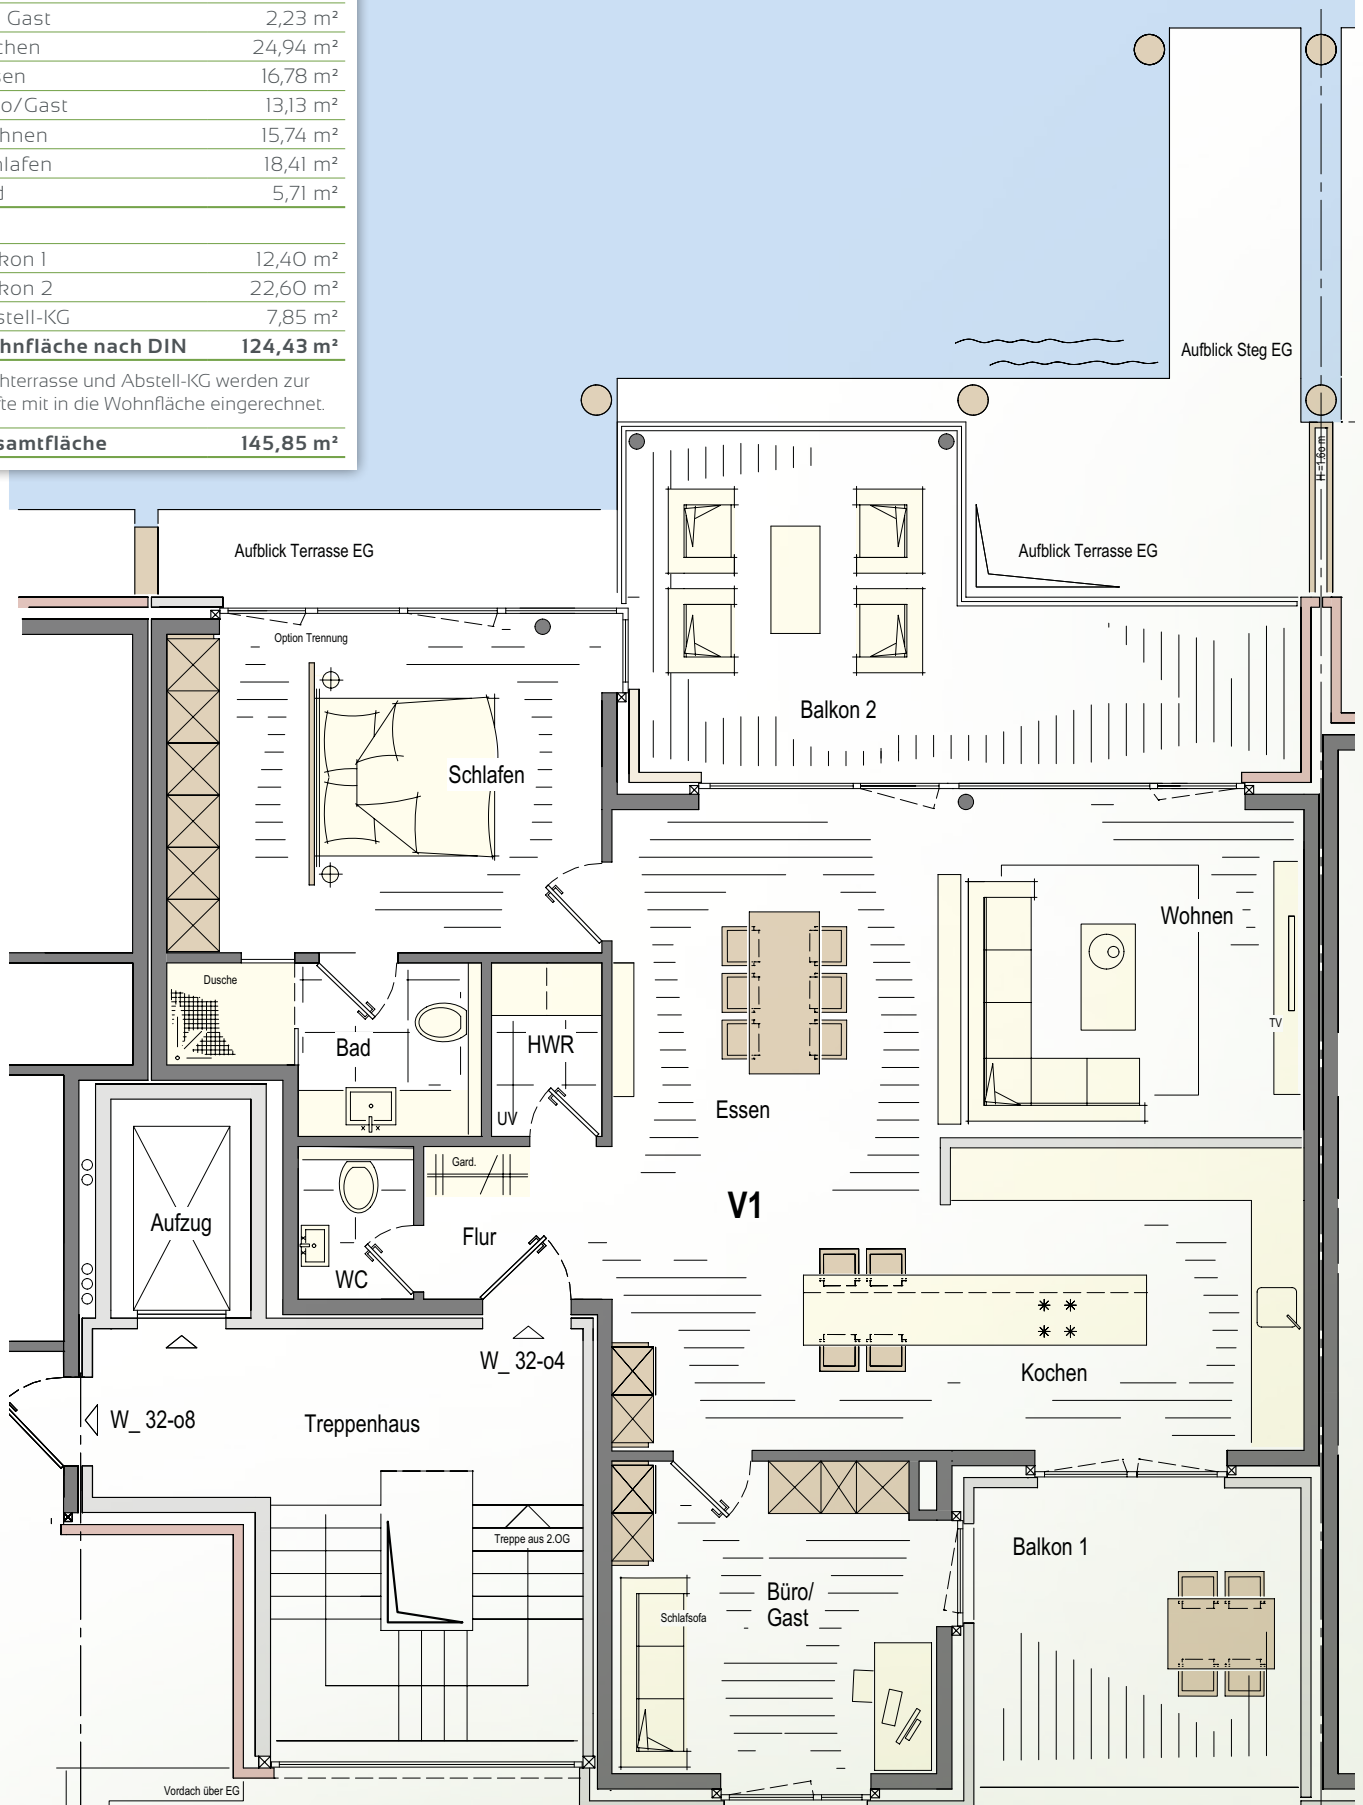 Gast 2,23 m²
chen 24,94 m²
sen 16,78 m²
o/Gast 13,13 m²
hnen 15,74 m²
lafen 18,41 m²
5,71 m²
kon 1 12,40 m²
kon 2 22,60 m²
stell-KG 7,85 m²
hnfläche nach DIN 124,43 m²
hterrasse und Abstell-KG werden zur
fte mit in die Wohnfläche eingerechnet.
samtfläche 145,85 m²
Aufblick Steg EG
H=1.60 m
Aufblick Terrasse EG
Aufblick Terrasse EG
Option Trennung
Balkon 2
Schlafen
Wohnen
Dusche
TV
Bad
HWR
UV
Essen
Gard.
V1
Aufzug
Flur
WC
W_ 32-o4
Kochen
W_ 32-o8
Treppenhaus
Treppe aus 2.OG
Balkon 1
Büro/
Gast
Schlafsofa
Vordach über EG